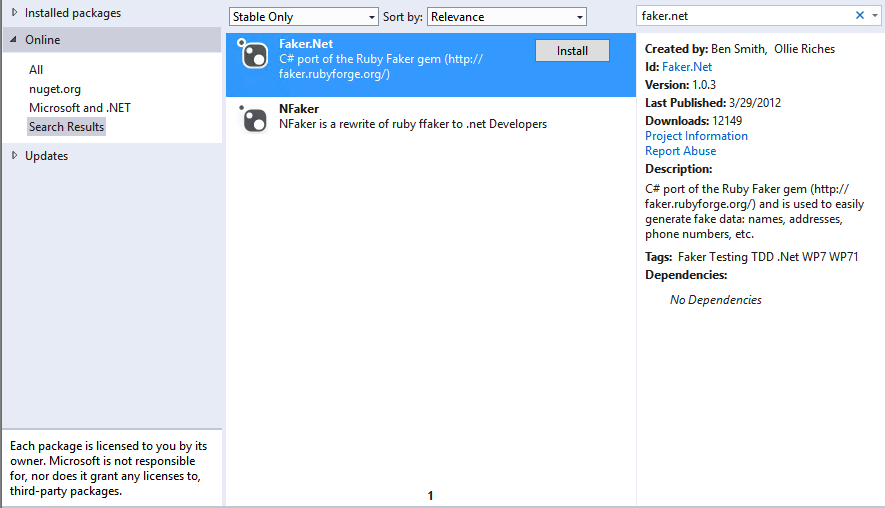 Installed packages
Online
All
nuget.org
Microsoft and .NET
Search Results
Updates
Each package is licensed to you by its
owner. Microsoft is not responsible
for, nor does it grant any licenses to,
third-party packages.
Stable Only
Sort by:
Relevance
Faker.Net
C# port of the Ruby Faker gem (http://
faker.rubyforge.org/)
Install
NFaker
NFaker is a rewrite of ruby ffaker to .net Developers
1
faker.net
Created by: Ben Smith, Ollie Riches
Id: Faker.Net
Version: 1.0.3
Last Published: 3/29/2012
Downloads: 12149
Project Information
Report Abuse
Description:
C# port of the Ruby Faker gem (http://
faker.rubyforge.org/) and is used to easily
generate fake data: names, addresses,
phone numbers, etc.
Tags: Faker Testing TDD .Net WP7 WP71
Dependencies:
No Dependencies